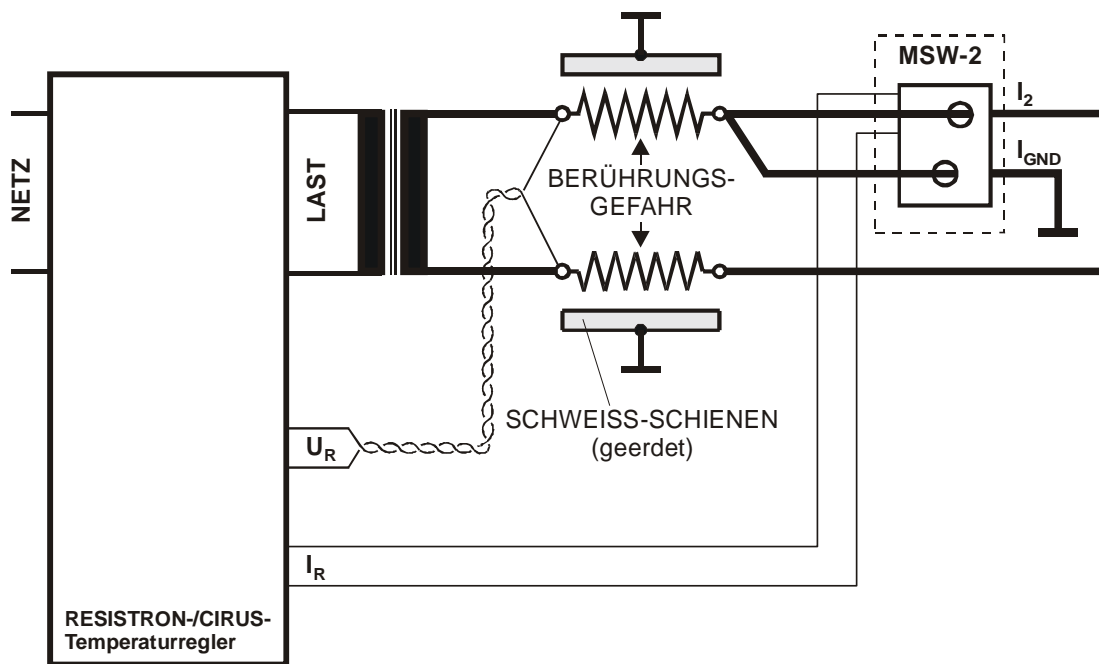 MSW-2
I2
IGND
NETZ
LAST
BERÜHRUNGS-
GEFAHR
SCHWEISS-SCHIENEN
(geerdet)
UR
IR
RESISTRON-/CIRUS-
Temperaturregler